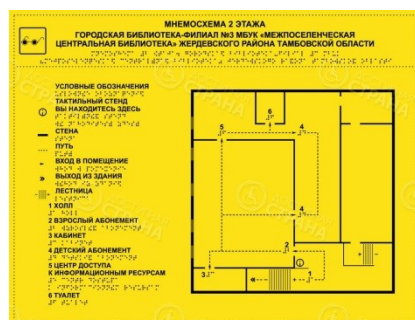 МНЕМОСХЕМА 2 ЭТАЖА
ГОРОДСКАЯ БИБЛИОТЕКА-ФИЛИАЛ №3 МБУК «МЕЖПОСЕЛЕНЧЕСКАЯ
ЦЕНТРАЛЬНАЯ БИБЛИОТЕКА» ЖЕРДЕВСКОГО РАЙОНА ТАМБОВСКОЙ ОБЛАСТИ
УСЛОВНЫЕ ОБОЗНАЧЕНИЯ
ТАКТИЛЬНЫЙ СТЕНД
ВЫ НАХОДИТЕСЬ ЗДЕСЬ
СТЕНА
ПУТЬ
ВХОД В ПОМЕЩЕНИЕ
ВЫХОД ИЗ ЗДАНИЯ
ЛЕСТНИЦА
1 ХОЛЛ
2 ВЗРОСЛЫЙ АБОНЕМЕНТ
3 КАБИНЕТ
4 ДЕТСКИЙ АБОНЕМЕНТ
5 ЦЕНТР ДОСТУПА
К ИНФОРМАЦИОННЫМ РЕСУРСАМ
6 ТУАЛЕТ
6
5
4
4
2
3
1